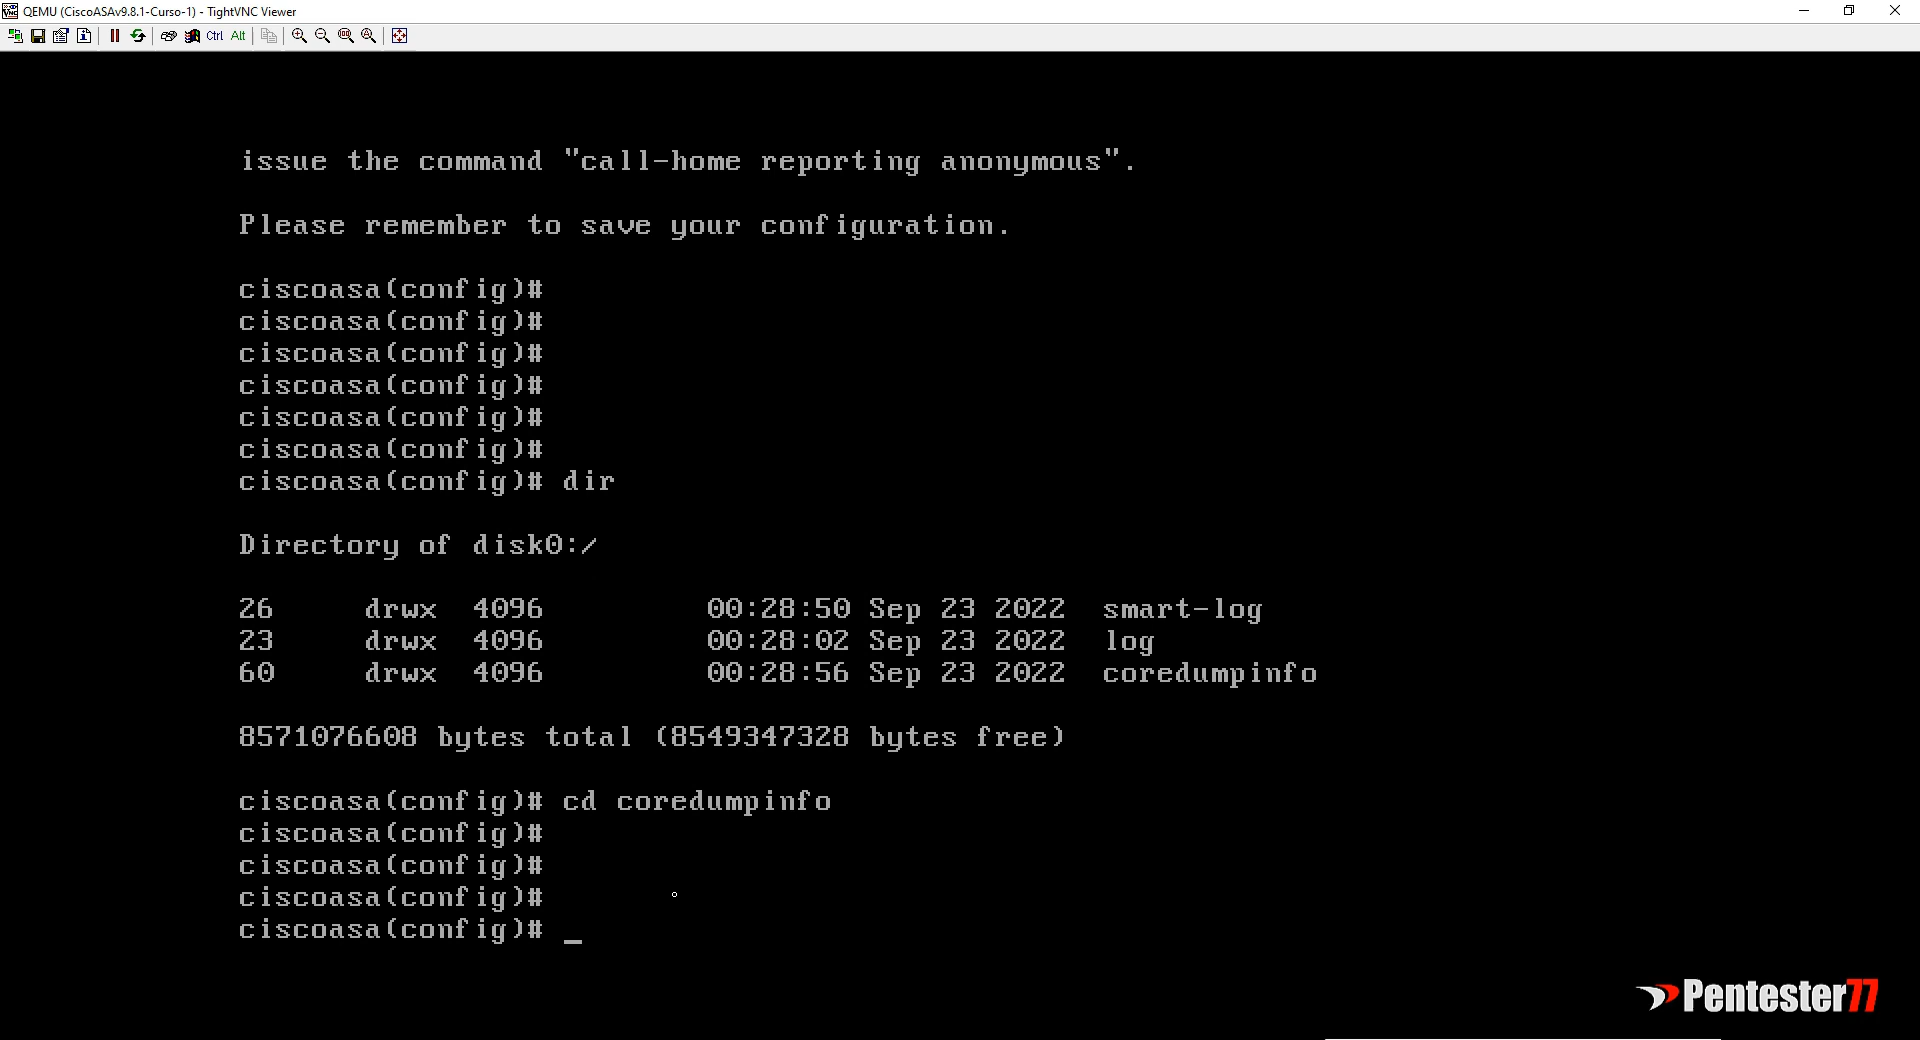 QEMU (CiscoASAv9.8.1-Curso-1) - TightVNC Viewer
Ctrl Alt
issue the command "call-home reporting anonymous".
Please remember to save your configuration.
ciscoasa(config)#
ciscoasa(config)#
ciscoasa(config)#
ciscoasa(config)#
ciscoasa(config)#
ciscoasa(config)#
ciscoasa(config)# dir
Directory of disk0:/
26 drwx 4096 00:28:50 Sep 23 2022 smart-log
23 drwx 4096 00:28:02 Sep 23 2022 log
60 drwx 4096 00:28:56 Sep 23 2022 coredumpinfo
8571076608 bytes total (8549347328 bytes free)
ciscoasa(config)# cd coredumpinfo
ciscoasa(config)#
ciscoasa(config)#
ciscoasa(config)#
ciscoasa(config)# _
Pentester77